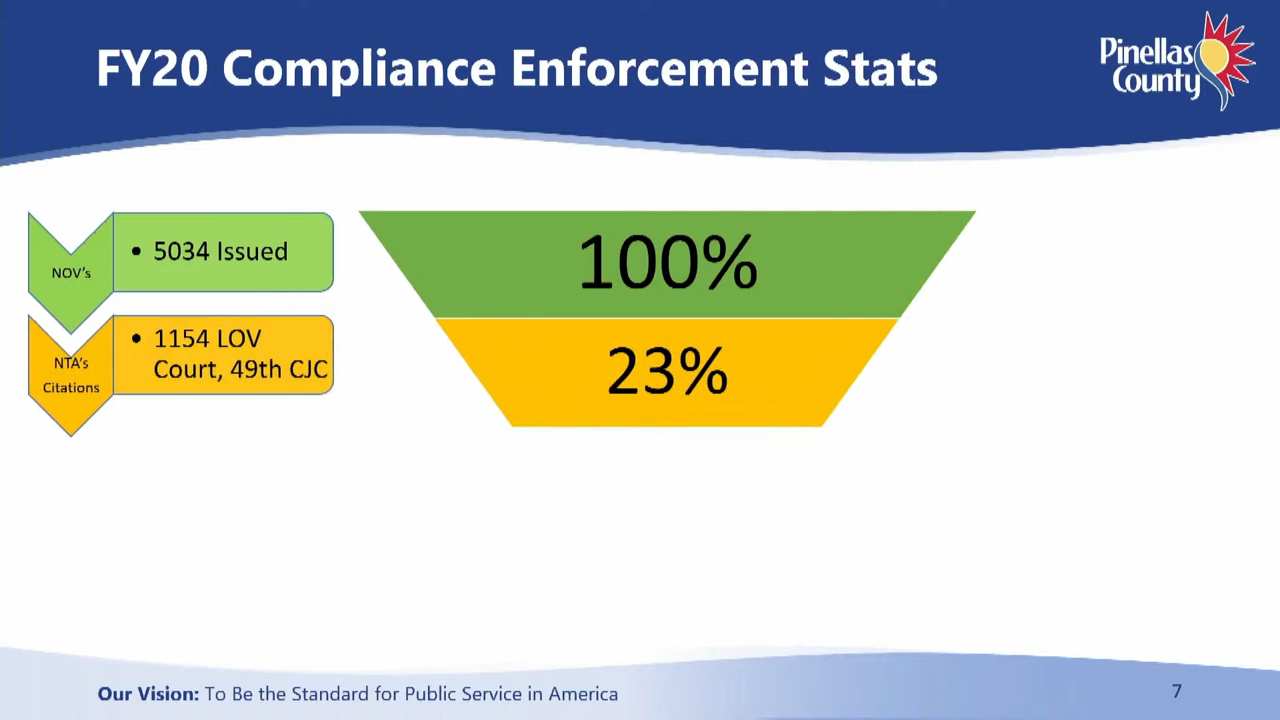 FY20 Compliance Enforcement Stats
Pinellas
County
NOV's
• 5034 Issued
100%
NTA's
Citations
• 1154 LOV
Court, 49th CJC
23%
Our Vision: To Be the Standard for Public Service in America
7